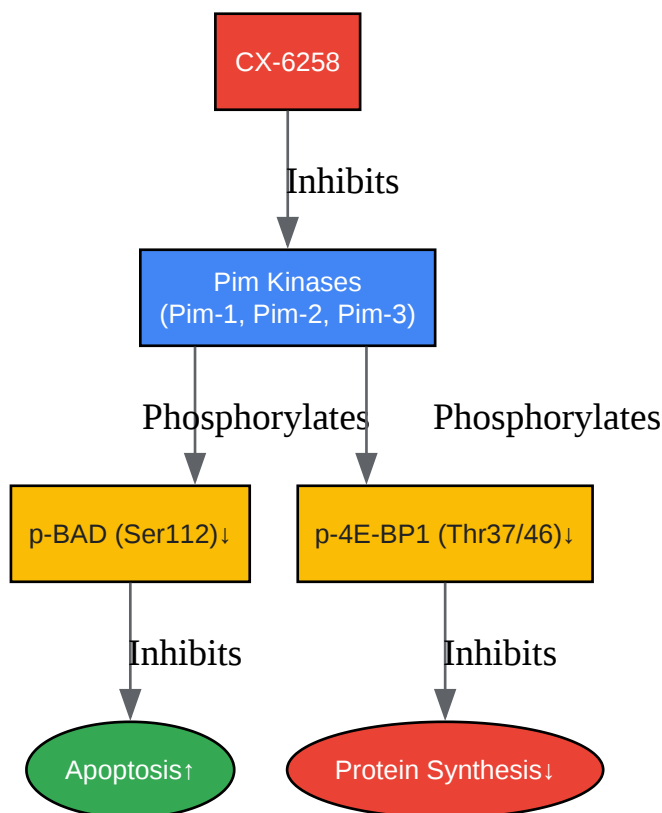 CX-6258
Inhibits
Pim Kinases
(Pim-1, Pim-2, Pim-3)
Phosphorylates
Phosphorylates
p-BAD (Ser112)↓
p-4E-BP1 (Thr37/46)↓
Inhibits
Inhibits
Apoptosis↑
Protein Synthesis↓